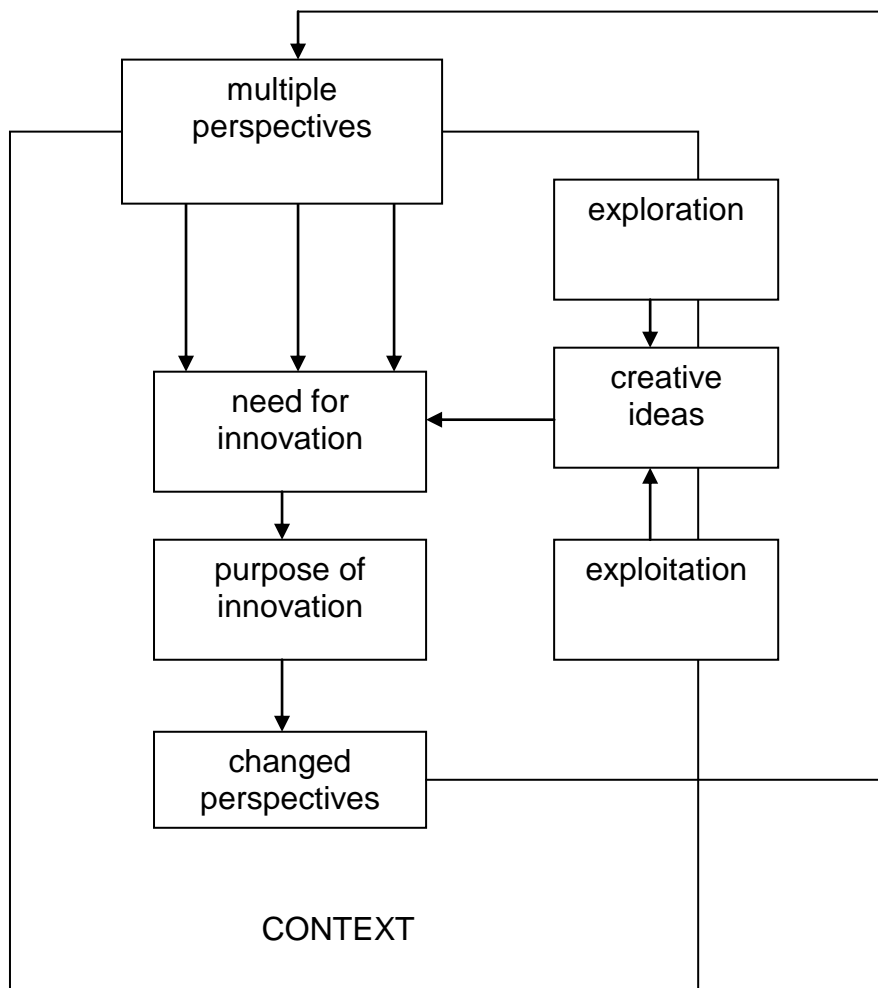 multiple
perspectives
exploration
creative
ideas
need for
innovation
purpose of
innovation
exploitation
changed
perspectives
CONTEXT